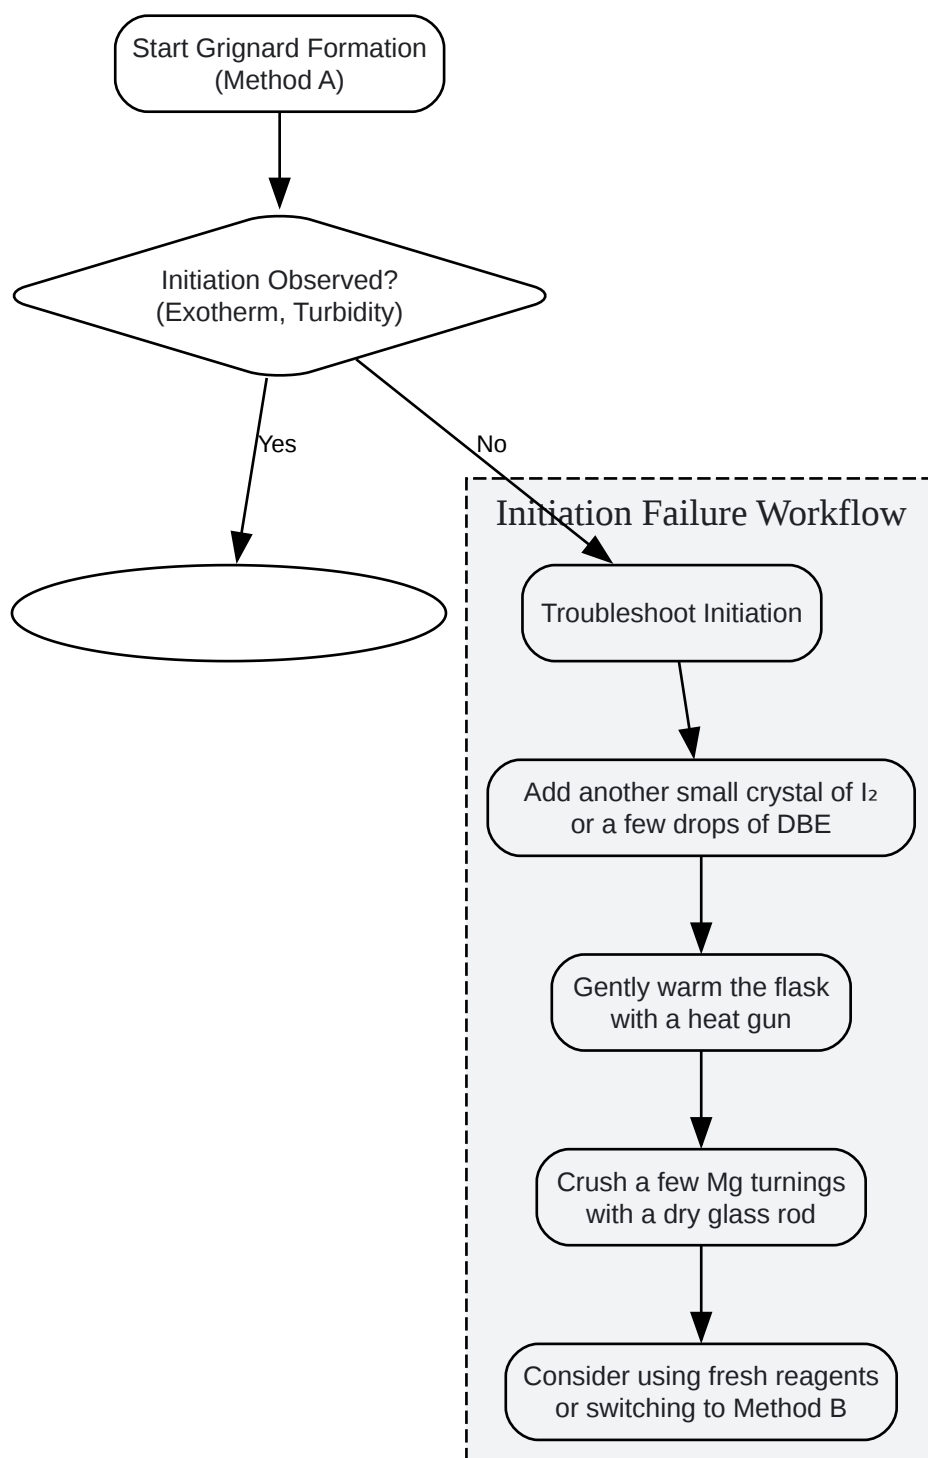 Start Grignard Formation
(Method A)
Initiation Observed?
(Exotherm, Turbidity)
Yes
No
Initiation Failure Workflow
Troubleshoot Initiation
Add another small crystal of I₂
or a few drops of DBE
Gently warm the flask
with a heat gun
Crush a few Mg turnings
with a dry glass rod
Consider using fresh reagents
or switching to Method B